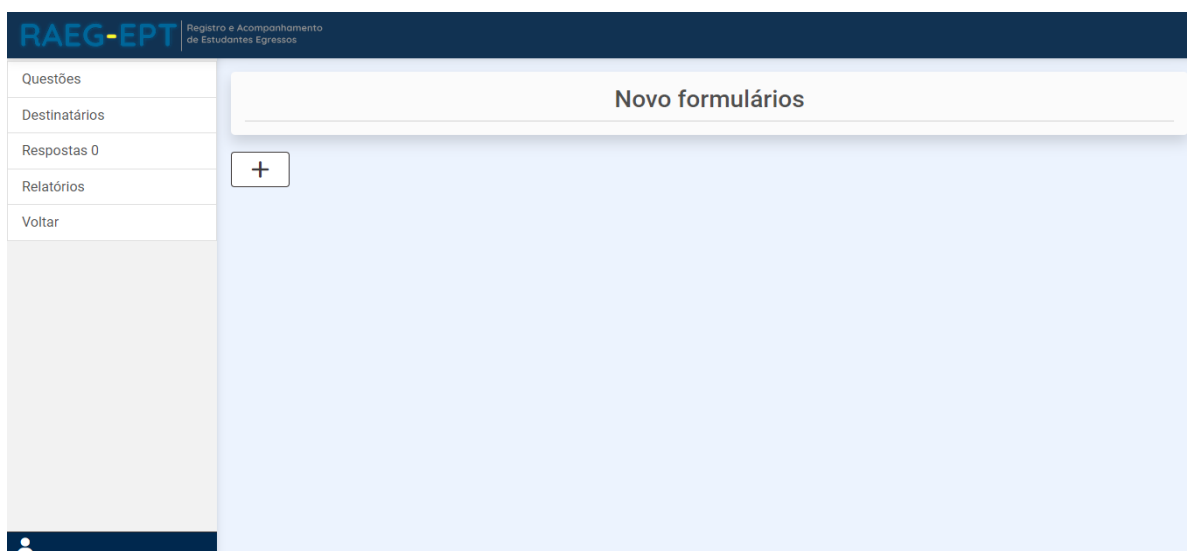 RAEG-EPT
Registro e Acompanhamento
de Estudantes Egressos
Questões
Destinatários
Respostas 0
Relatórios
Voltar
Novo formulários
+